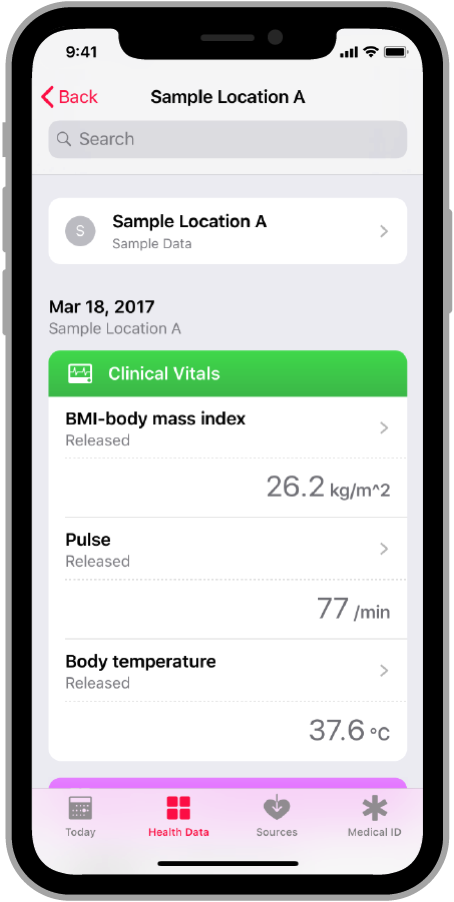 9:41
Back
Sample Location A
Search
S
Sample Location A
Sample Data
Mar 18, 2017
Sample Location A
Clinical Vitals
BMI-body mass index
Released
26.2 kg/m^2
Pulse
Released
77 /min
Body temperature
Released
37.6 °C
Today
Health Data
Sources
Medical ID